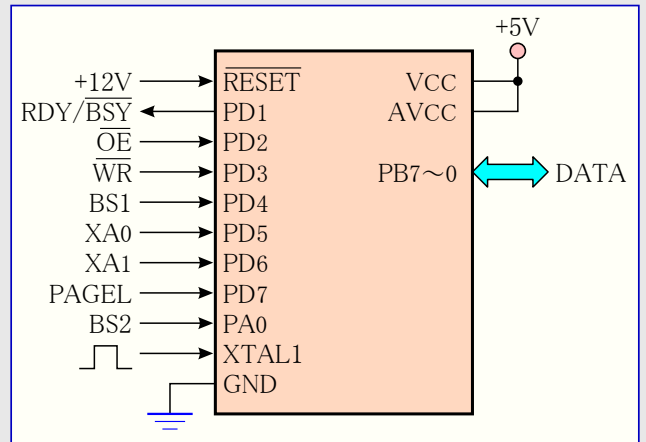 +5V
+12V RESET VCC
RDY/BSY PD1 AVCC
OE PD2
WR PD3 PB7～0 DATA
BS1 PD4
XA0 PD5
XA1 PD6
PAGEL PD7
BS2 PA0
XTAL1
GND